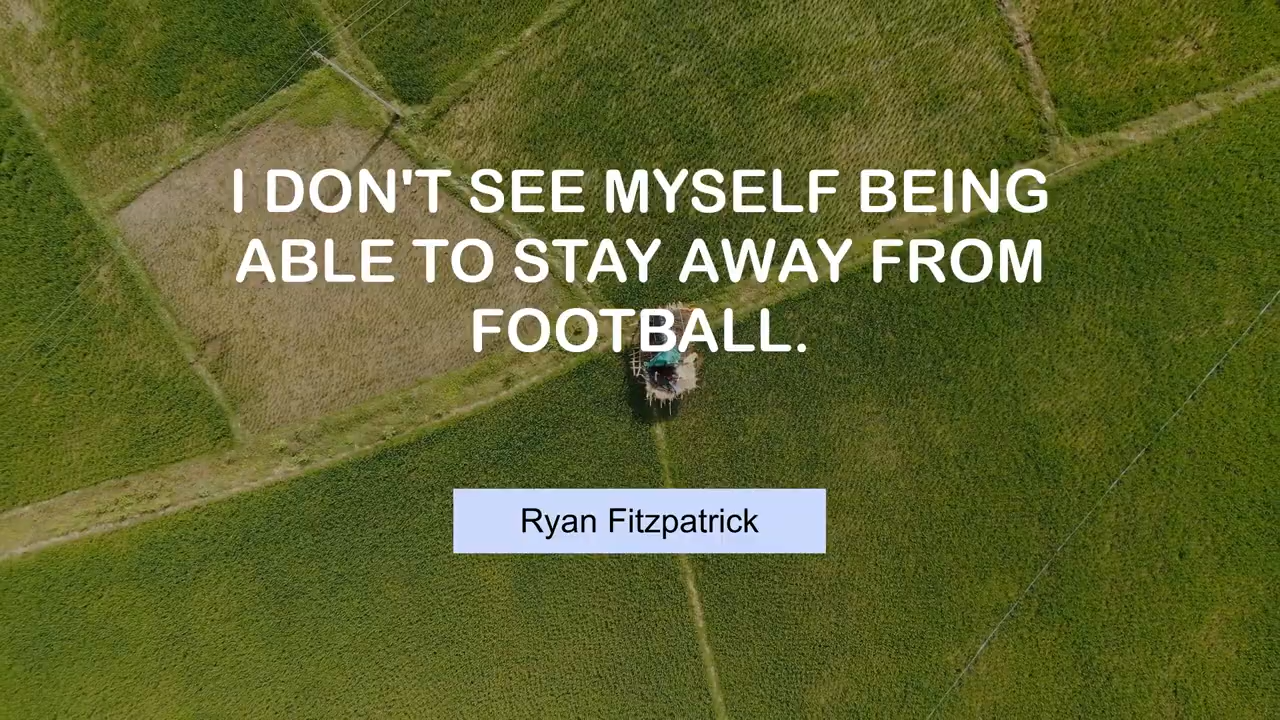 I DON'T SEE MYSELF BEING
ABLE TO STAY AWAY FROM
FOOTBALL.
Ryan Fitzpatrick